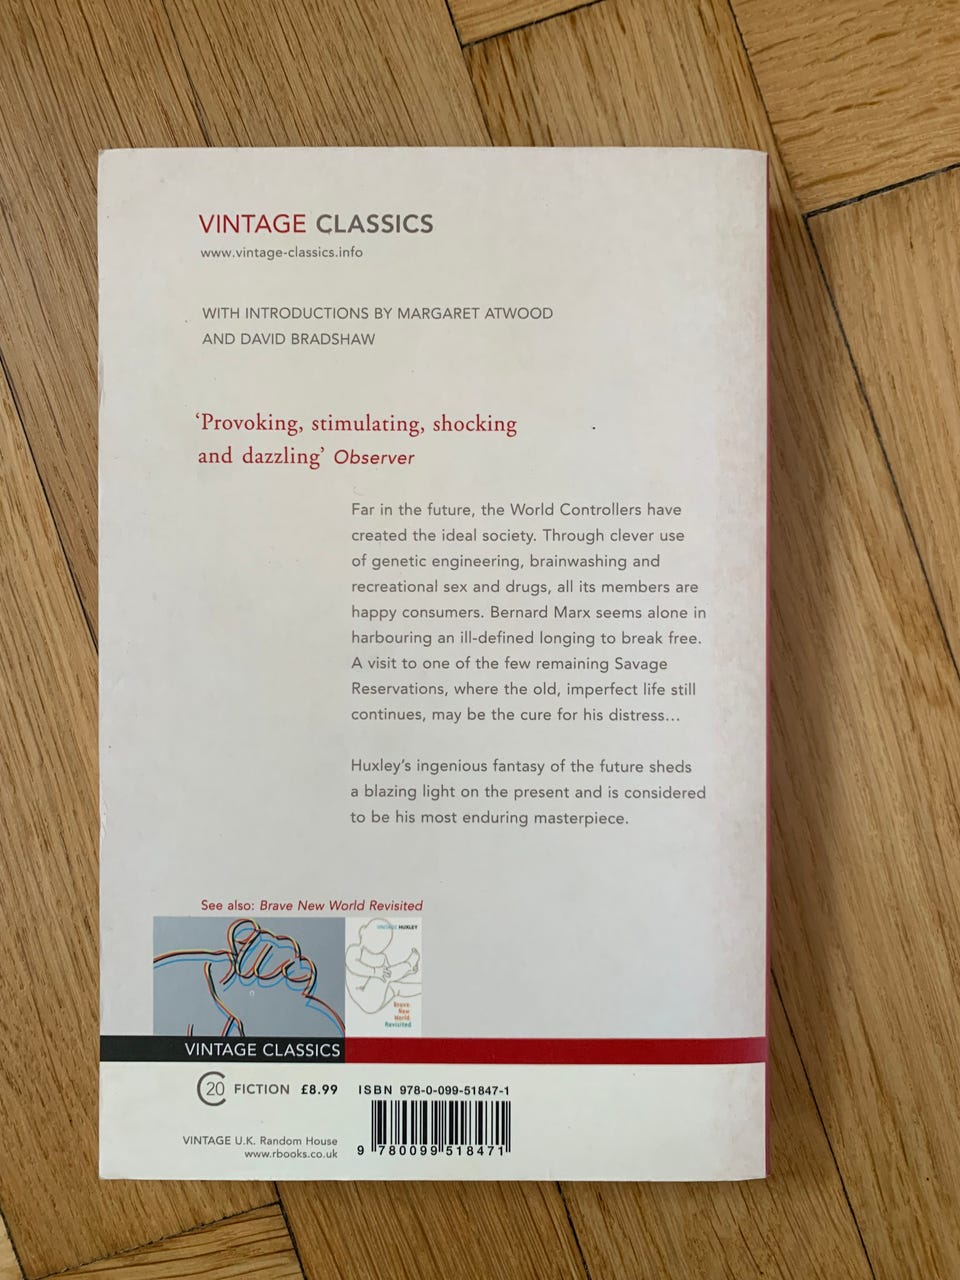 VINTAGE CLASSICS
www.vintage-classics.info
WITH INTRODUCTIONS BY MARGARET ATWOOD
AND DAVID BRADSHAW
‘Provoking, stimulating, shocking
and dazzling’ Observer
Far in the future, the World Controllers have
created the ideal society. Through clever use
of genetic engineering, brainwashing and
recreational sex and drugs, all its members are
happy consumers. Bernard Marx seems alone in
harbouring an ill-defined longing to break free.
A visit to one of the few remaining Savage
Reservations, where the old, imperfect life still
continues, may be the cure for his distress...
Huxley's ingenious fantasy of the future sheds
a blazing light on the present and is considered
to be his most enduring masterpiece.
See also: Brave New World Revisited
VINTAGE HUXLEY
Brave
New
World
Revisited
VINTAGE CLASSICS
C20 FICTION £8.99
ISBN 978-0-099-51847-1
VINTAGE U.K. Random House
www.rbooks.co.uk
9 780099 518471